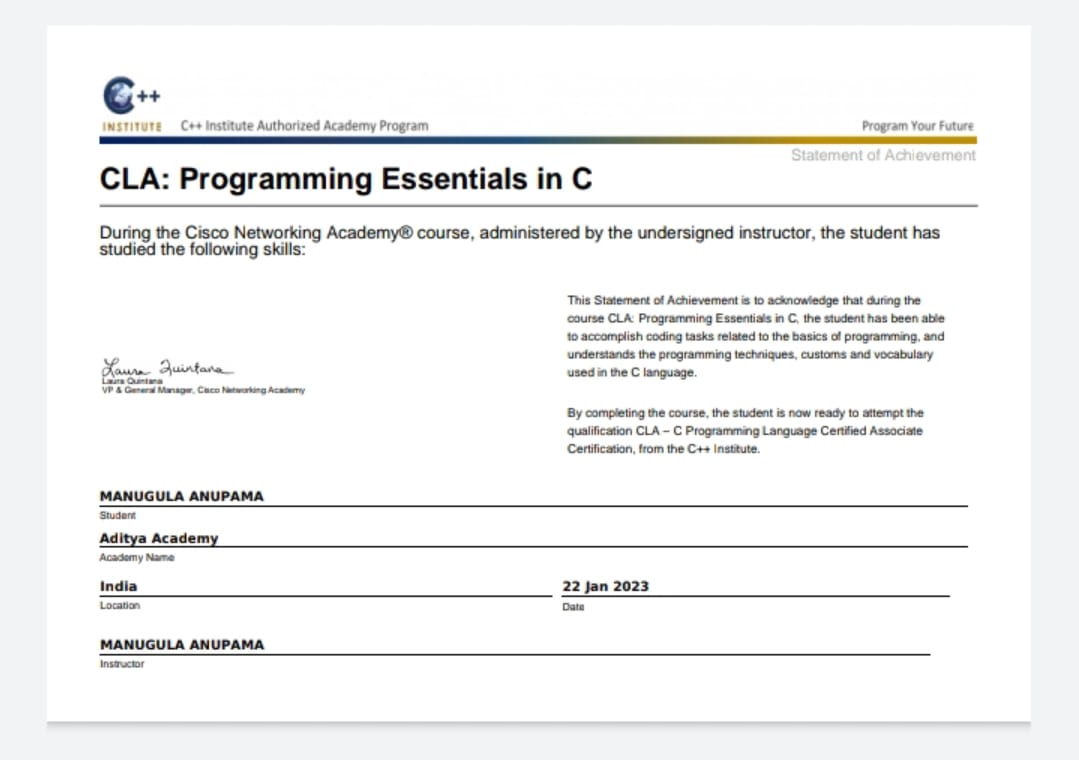 C++
INSTITUTE
C++ Institute Authorized Academy Program
Program Your Future
Statement of Achievement
CLA: Programming Essentials in C
During the Cisco Networking Academy® course, administered by the undersigned instructor, the student has
studied the following skills:
This Statement of Achievement is to acknowledge that during the
course CLA: Programming Essentials in C, the student has been able
to accomplish coding tasks related to the basics of programming, and
understands the programming techniques, customs and vocabulary
used in the C language.
By completing the course, the student is now ready to attempt the
qualification CLA – C Programming Language Certified Associate
Certification, from the C++ Institute.
Laura Quintana
Laura Quintana
VP & General Manager, Cisco Networking Academy
MANUGULA ANUPAMA
Student
Aditya Academy
Academy Name
India
Location
22 Jan 2023
Date
MANUGULA ANUPAMA
Instructor